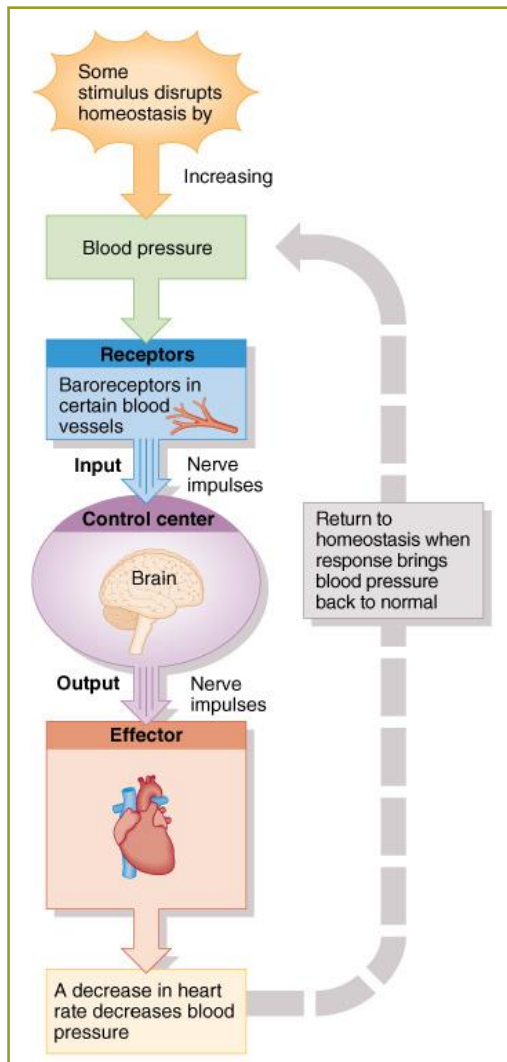 Some
stimulus disrupts
homeostasis by
Increasing
Blood pressure
Receptors
Baroreceptors in
certain blood
vessels
Input
Nerve
impulses
Control center
Brain
Output
Nerve
impulses
Effector
A decrease in heart
rate decreases blood
pressure
Return to
homeostasis when
response brings
blood pressure
back to normal